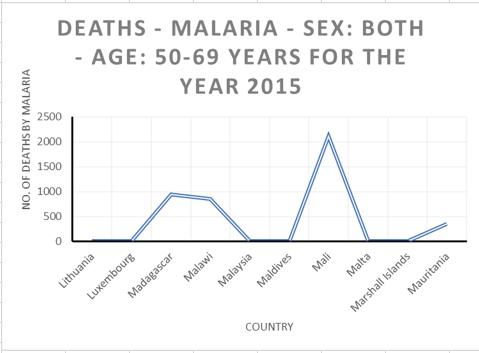 DEATHS - MALARIA - SEX: BOTH
- AGE: 50-69 YEARS FOR THE
YEAR 2015
NO. OF DEATHS BY MALARIA
2500
2000
1500
1000
500
0
Lithuania
Luxembourg
Madagascar
Malawi
Malaysia
Maldives
Mali
Malta
Marshall Islands
Mauritania
COUNTRY